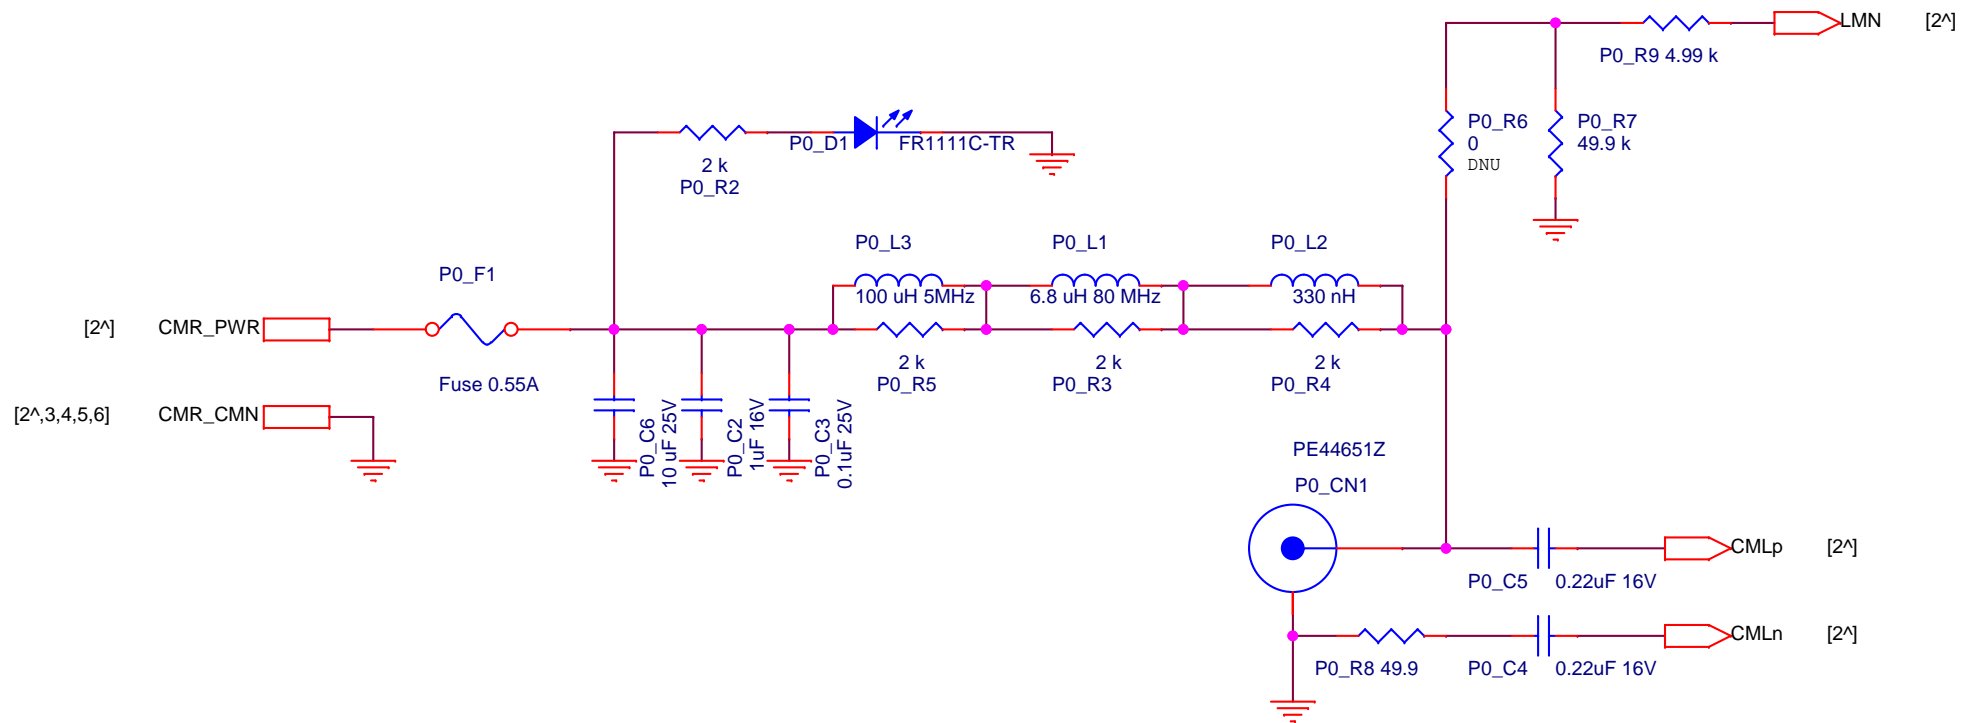 LMN [2^]
P0_R9 4.99 k
P0_R6
0
DNU
P0_R7
49.9 k
P0_D1 FR1111C-TR
2 k
P0_R2
P0_L3
100 uH 5MHz
P0_L1
6.8 uH 80 MHz
P0_L2
330 nH
P0_F1
[2^] CMR_PWR
Fuse 0.55A
2 k
P0_R5
2 k
P0_R3
2 k
P0_R4
[2^,3,4,5,6] CMR_CMN
P0_C6
10 uF 25V
P0_C2
1uF 16V
P0_C3
0.1uF 25V
PE44651Z
P0_CN1
CMLp [2^]
P0_C5 0.22uF 16V
CMLn [2^]
P0_R8 49.9
P0_C4 0.22uF 16V